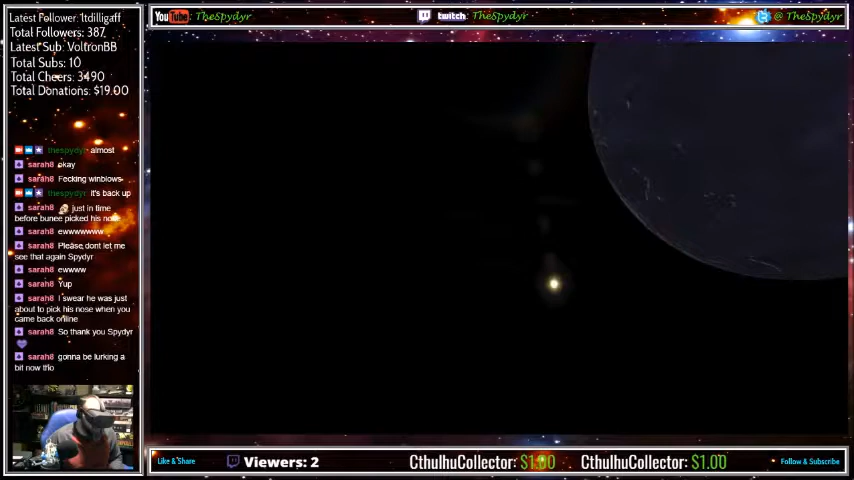 Latest Follower: 1tdilligaff
Total Followers: 387
Latest Sub: VoltronBB
Total Subs: 10
Total Cheers: 3490
Total Donations: $19.00
YouTube: TheSpydyr
twitch: TheSpydyr
@ TheSpydyr
thespydyr: almost
sarah8 okay
sarah8 Fecking winblows
thespydyr: It's back up
sarah8 just in time
before bunee picked his nose
sarah8 ewwwwwww
sarah8 Please dont let me
see that again Spydyr
sarah8 ewwww
sarah8 Yup
sarah8 I swear he was just
about to pick his nose when you
came back online
sarah8 So thank you Spydyr
sarah8 gonna be lurking a
bit now tho
Like & Share
Viewers: 2
CthulhuCollector: $1.00
CthulhuCollector: $1.00
Follow & Subscribe